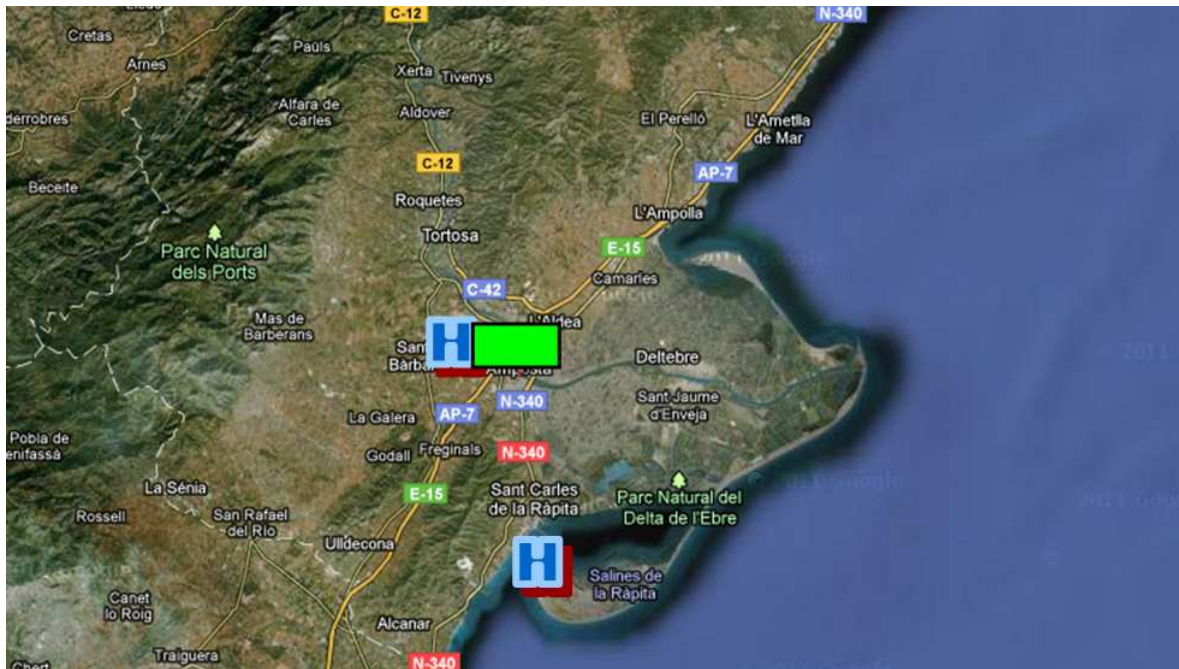 C-12
N-340
Cretas
Paüls
Arnes
Xerta
Tivenys
Alfara de
Carles
Aldover
El Perelló
L'Ametlla
de Mar
C-12
AP-7
Beceite
Roquetes
L'Ampolla
Tortosa
E-15
Parc Natural
dels Ports
Camarles
C-42
Mas de
Barberans
L'Aldea
H
Bàrbar
Amposta
Deltebre
N-340
Sant Jaume
d'Enveja
La Galera
AP-7
Pobla de
Godall
Freginals
N-340
La Sénia
E-15
Sant Carles
de la Ràpita
Parc Natural del
Delta de l'Ebre
Rossell
San Rafael
del Río
Ulldecona
H
Salines de
la Ràpita
Canet
lo Roig
Alcanar
Traiguera
N-340